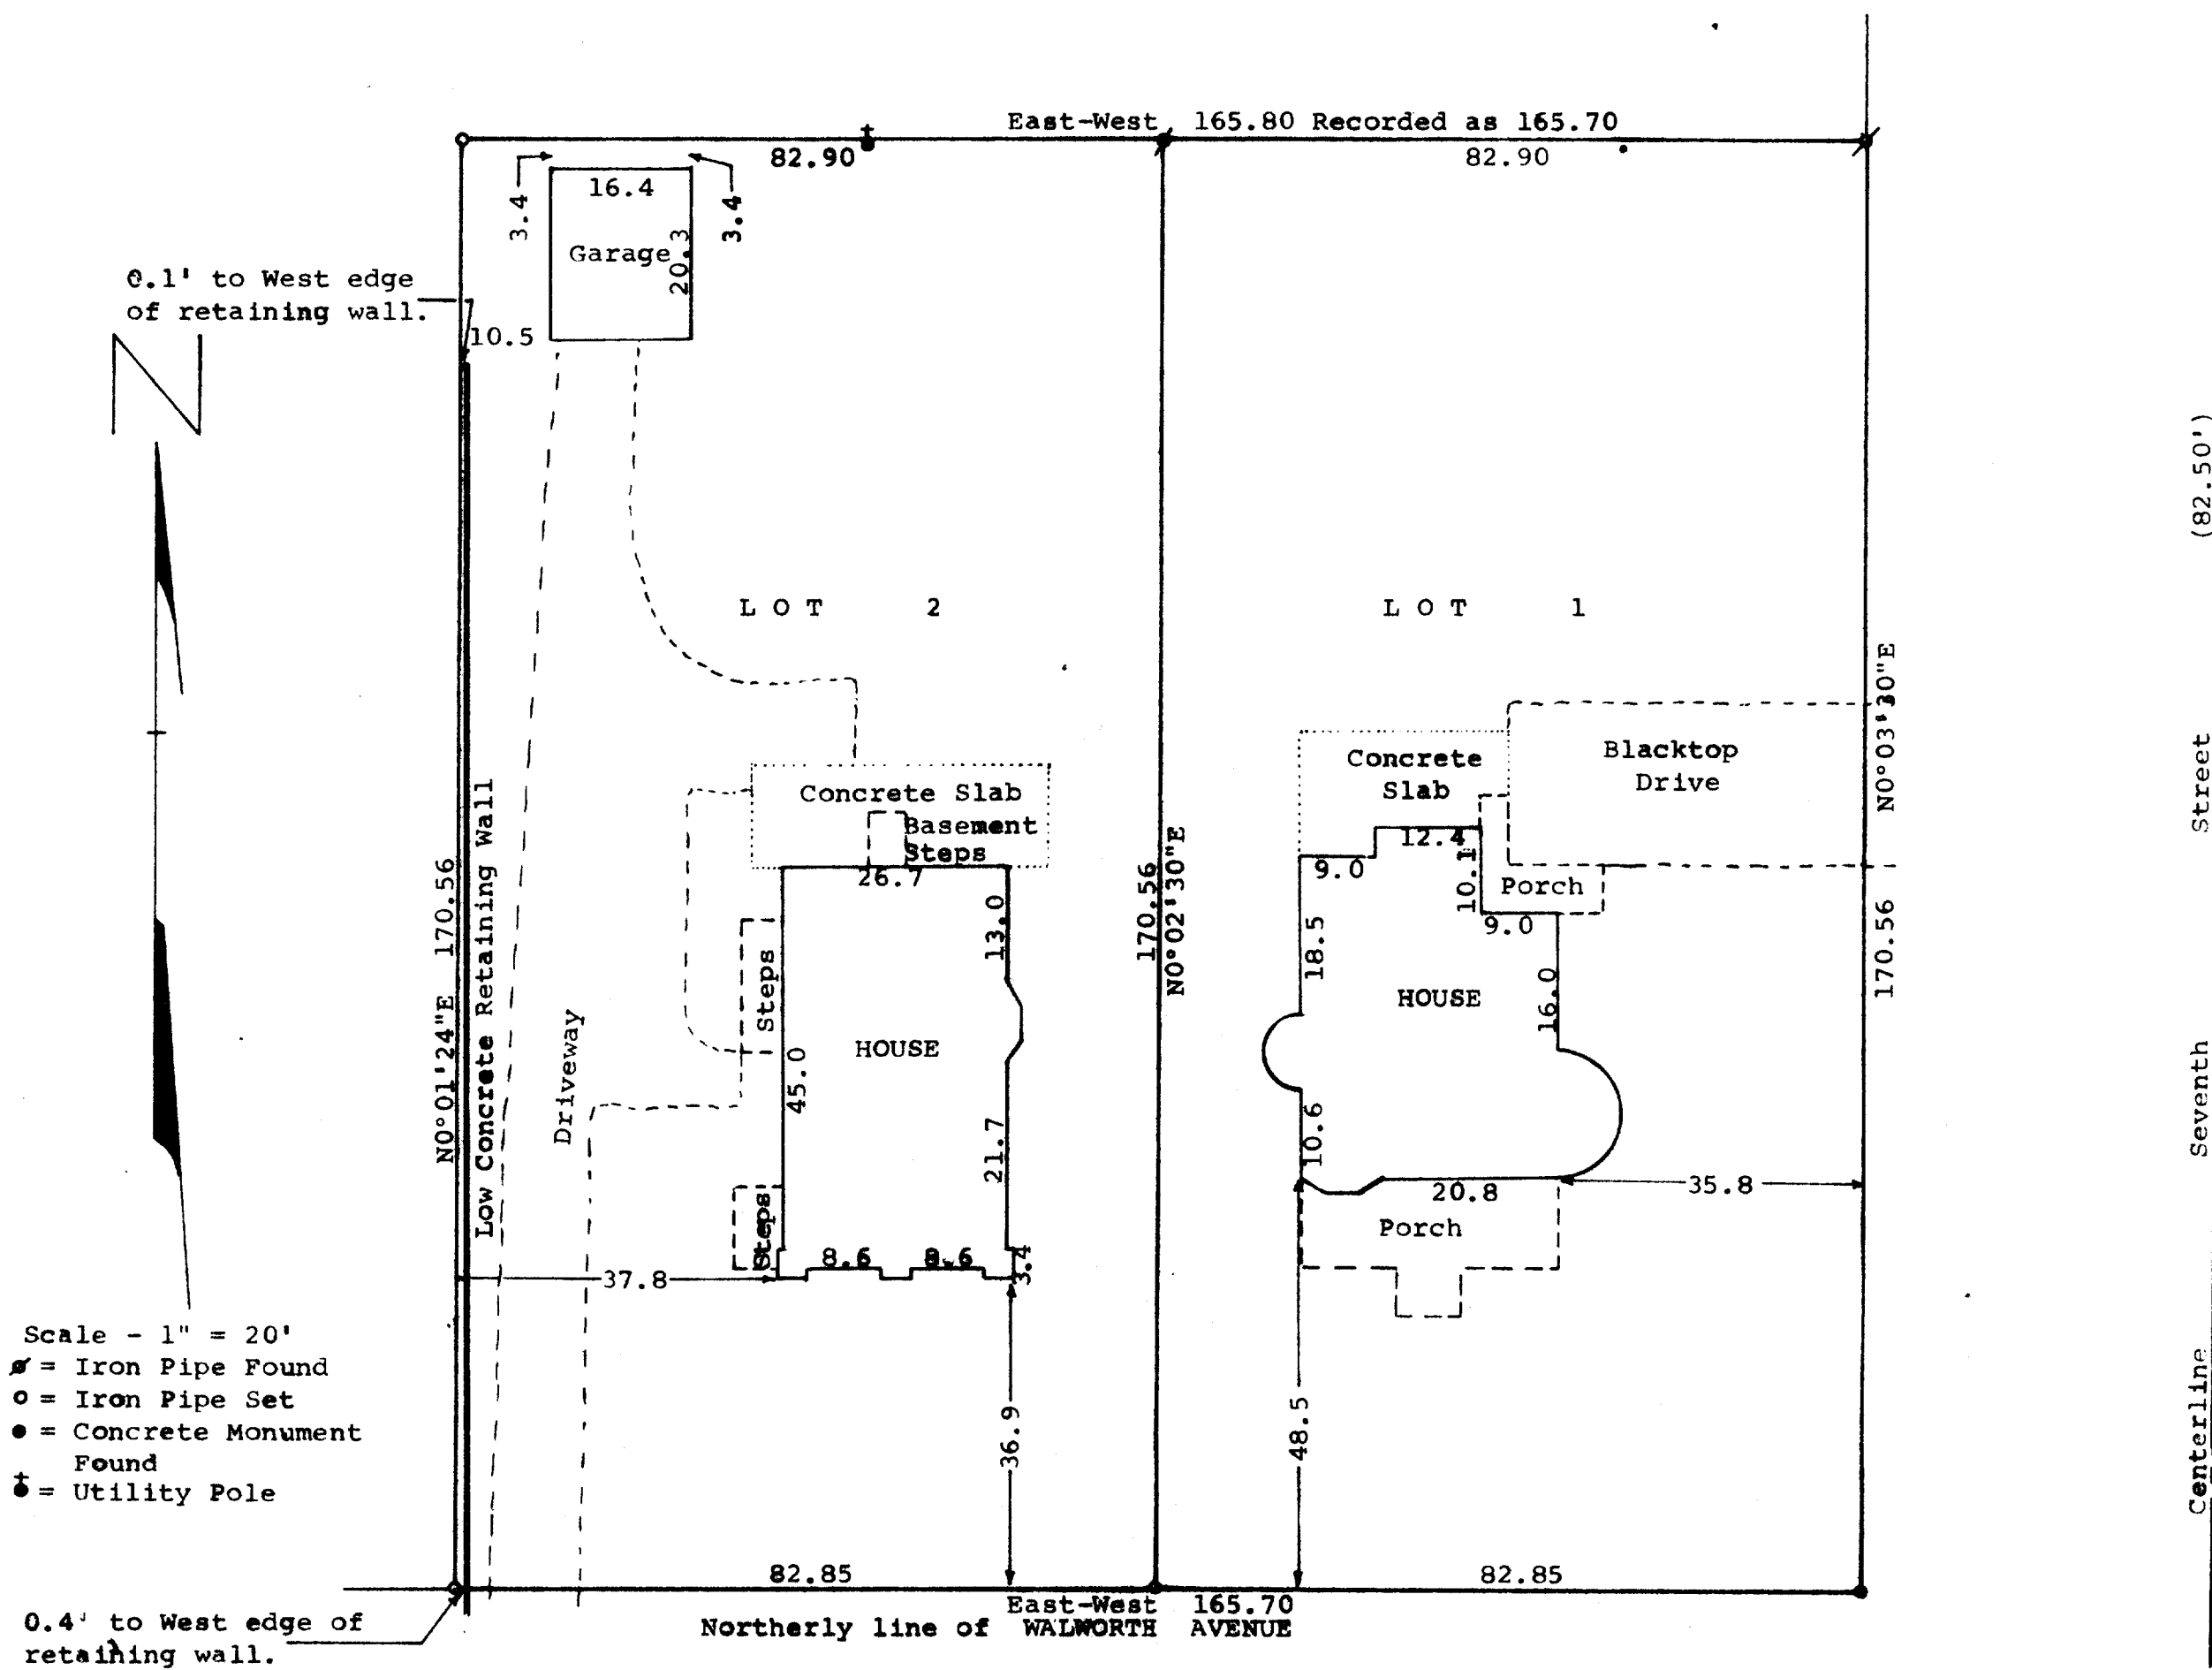 East-West 165.80 Recorded as 165.70
82.90
82.90
3.4
16.4
3.4
Garage
20.3
0.1' to West edge
of retaining wall.
10.5
N
(82.50')
LOT 2
LOT 1
N0°03'30"E
170.56
Street
Seventh
Centerline
Concrete
Slab
Blacktop
Drive
Concrete Slab
Basement
Steps
26.7
13.0
Steps
HOUSE
45.0
21.7
Steps
8.6
8.6
3.4
37.8
36.9
Low Concrete Retaining Wall
N0°01'24"E 170.56
Driveway
170.56
N0°02'30"E
12.4
9.0
10.1
Porch
9.0
18.5
HOUSE
16.0
10.6
20.8
35.8
Porch
48.5
Scale - 1" = 20'
= Iron Pipe Found
= Iron Pipe Set
= Concrete Monument
Found
= Utility Pole
82.85
82.85
East-West 165.70
Northerly line of WALWORTH AVENUE
0.4' to West edge of
retaining wall.